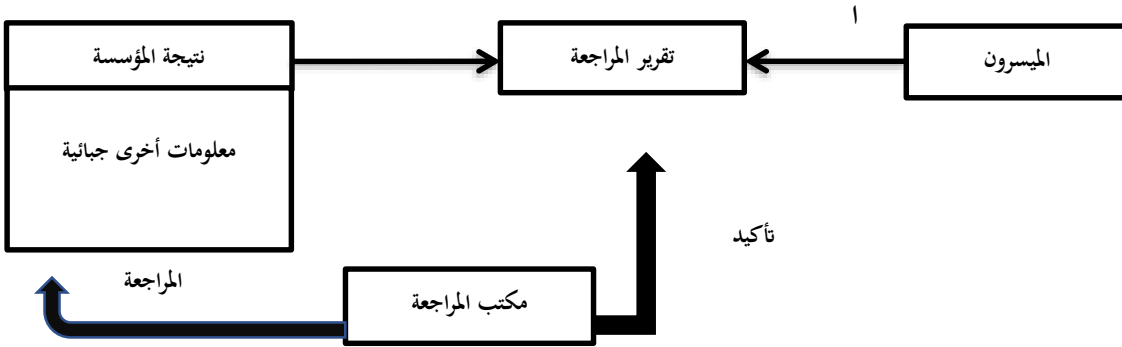 ا
الميسرون
تقرير المراجعة
نتيجة المؤسسة
معلومات أخرى جبائية
تأكيد
المراجعة
مكتب المراجعة